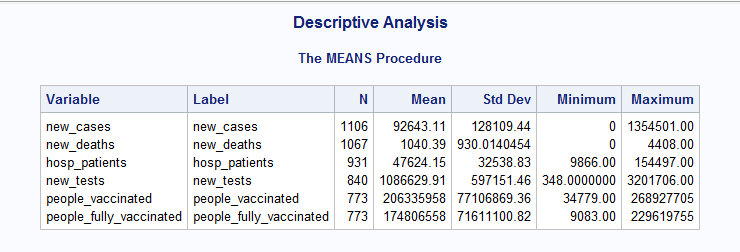 Descriptive Analysis
The MEANS Procedure
Variable Label N Mean Std Dev Minimum Maximum
new_cases new_cases 1106 92643.11 128109.44 0 1354501.00
new_deaths new_deaths 1067 1040.39 930.0140454 0 4408.00
hosp_patients hosp_patients 931 47624.15 32538.83 9866.00 154497.00
new_tests new_tests 840 1086629.91 597151.46 348.0000000 3201706.00
people_vaccinated people_vaccinated 773 206335958 77106869.36 34779.00 268927705
people_fully_vaccinated people_fully_vaccinated 773 174806558 71611100.82 9083.00 229619755